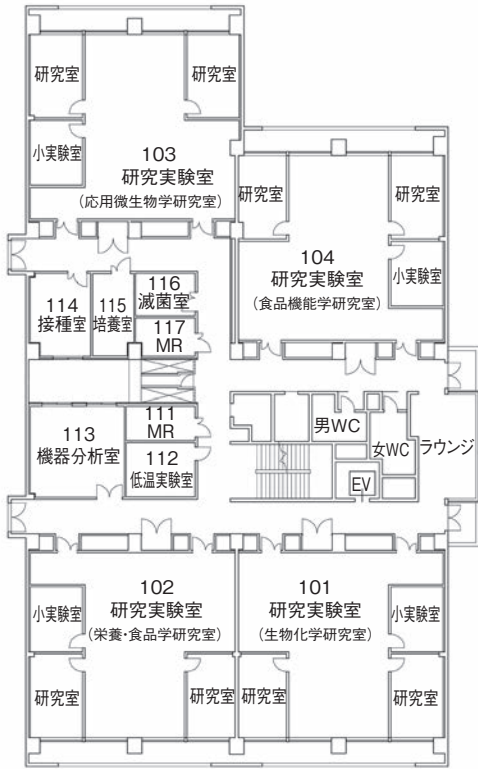 研究室
研究室
小実験室
103
研究実験室
(応用微生物学研究室)
研究室
研究室
104
研究実験室
(食品機能学研究室)
小実験室
114
接種室
115
培養室
116
滅菌室
117
MR
113
機器分析室
111
MR
112
低温実験室
男WC
女WC
ラウンジ
EV
102
研究実験室
(栄養・食品学研究室)
小実験室
研究室
研究室
101
研究実験室
(生物化学研究室)
小実験室
研究室
研究室